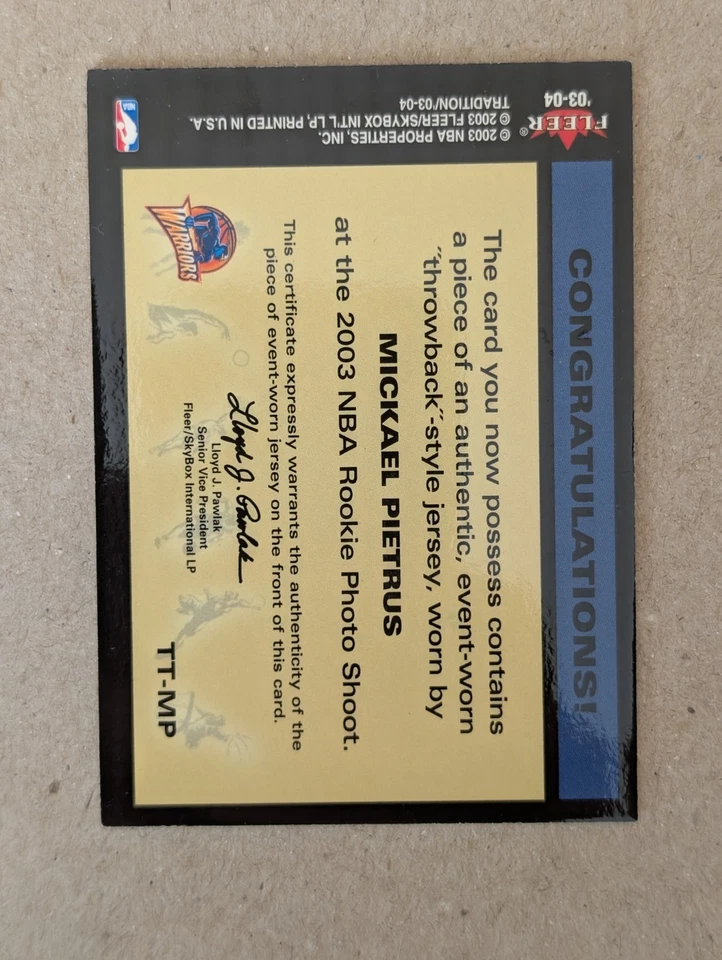 CONGRATULATIONS!
The card you now possess contains
a piece of an authentic, event-worn
"throwback"-style jersey, worn by
MICKAEL PIETRUS
at the 2003 NBA Rookie Photo Shoot.
This certificate expressly warrants the authenticity of the
piece of event-worn jersey on the front of this card.
Lloyd J. Pawlak
Lloyd J. Pawlak
Senior Vice President
Fleer/SkyBox International LP
TT-MP
WARRIORS
FLEER®
'03-04
© 2003 NBA PROPERTIES, INC.
© 2003 FLEER/SKYBOX INT'L LP, PRINTED IN U.S.A.
TRADITION/'03-04
NBA